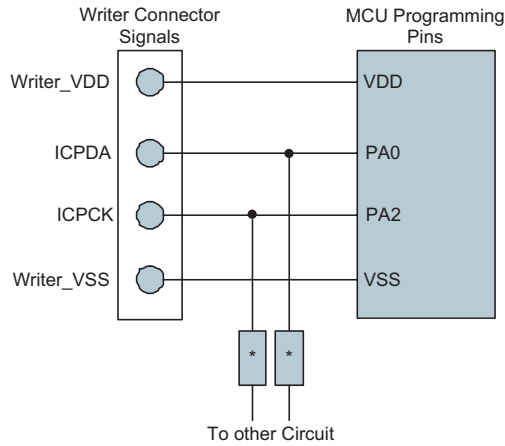 Writer Connector
Signals
MCU Programming
Pins
Writer_VDD
VDD
ICPDA
PA0
ICPCK
PA2
Writer_VSS
VSS
*
*
To other Circuit